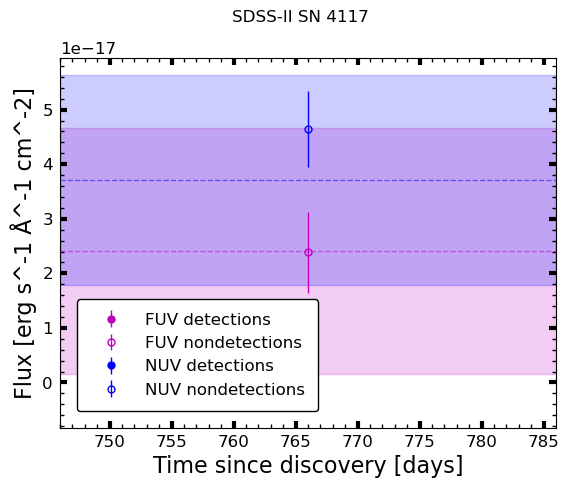 SDSS-II SN 4117
1e−17
Flux [erg s^-1 Å^-1 cm^-2]
5
4
3
2
1
0
FUV detections
FUV nondetections
NUV detections
NUV nondetections
750 755 760 765 770 775 780 785
Time since discovery [days]